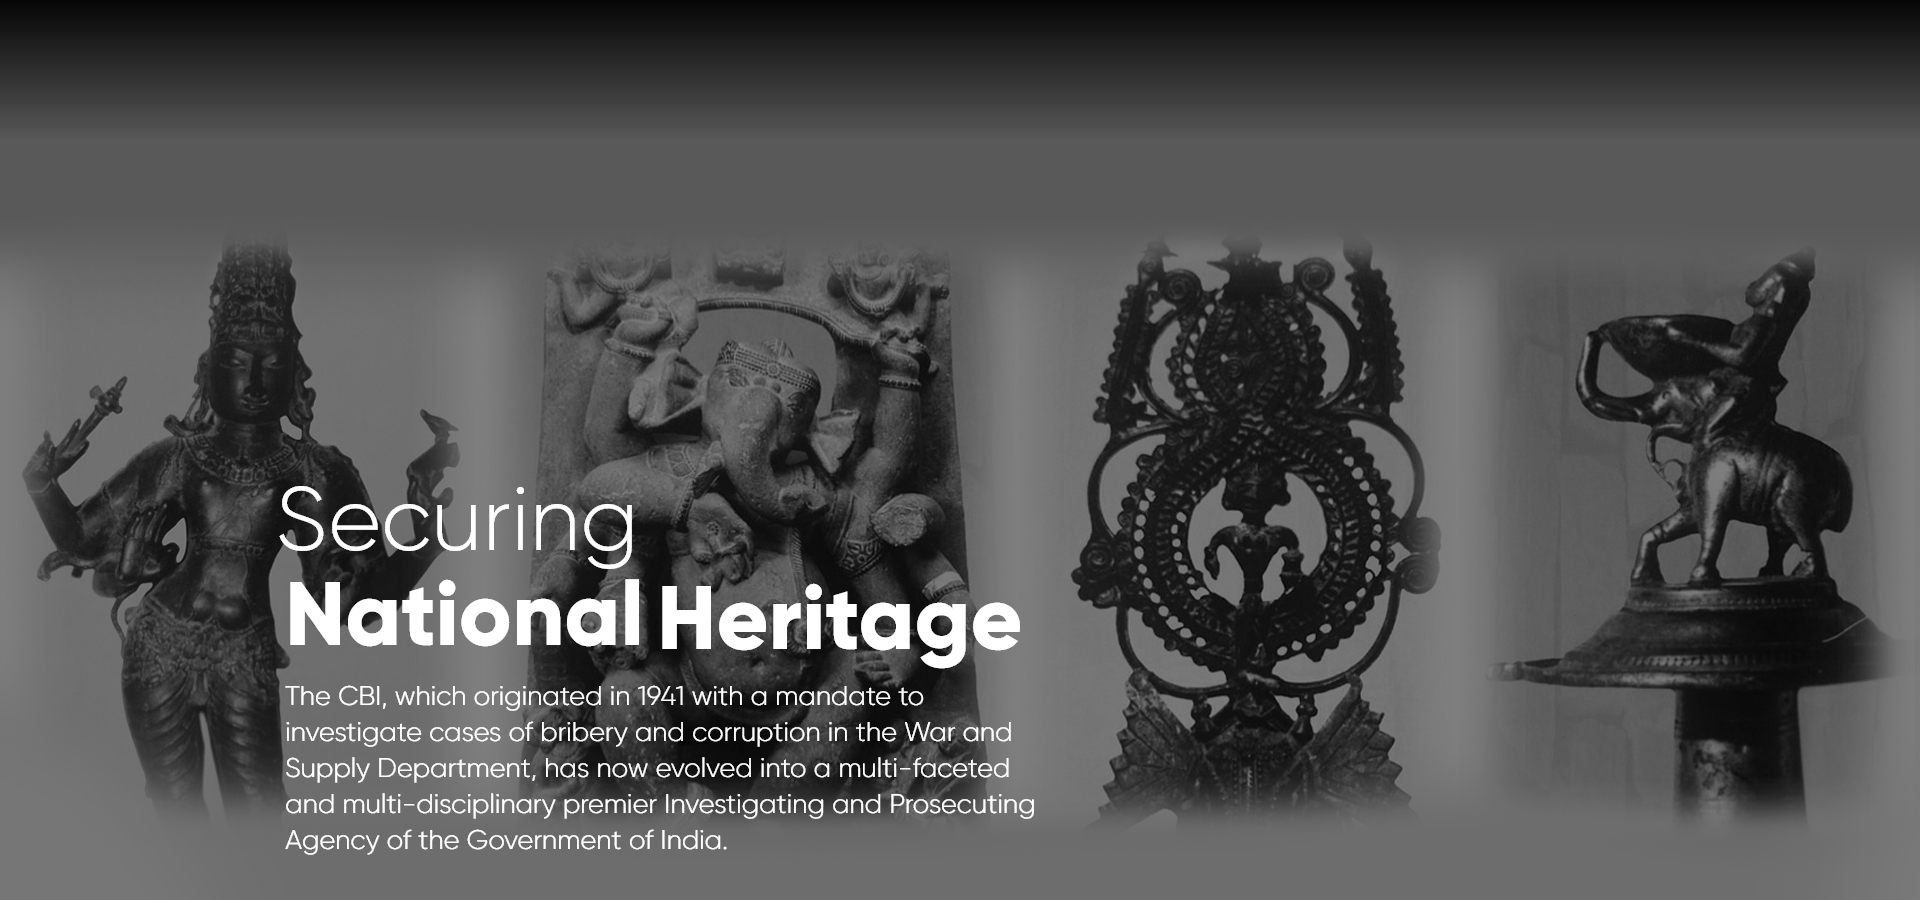 Securing
National Heritage
The CBI, which originated in 1941 with a mandate to
investigate cases of bribery and corruption in the War and
Supply Department, has now evolved into a multi-faceted
and multi-disciplinary premier Investigating and Prosecuting
Agency of the Government of India.